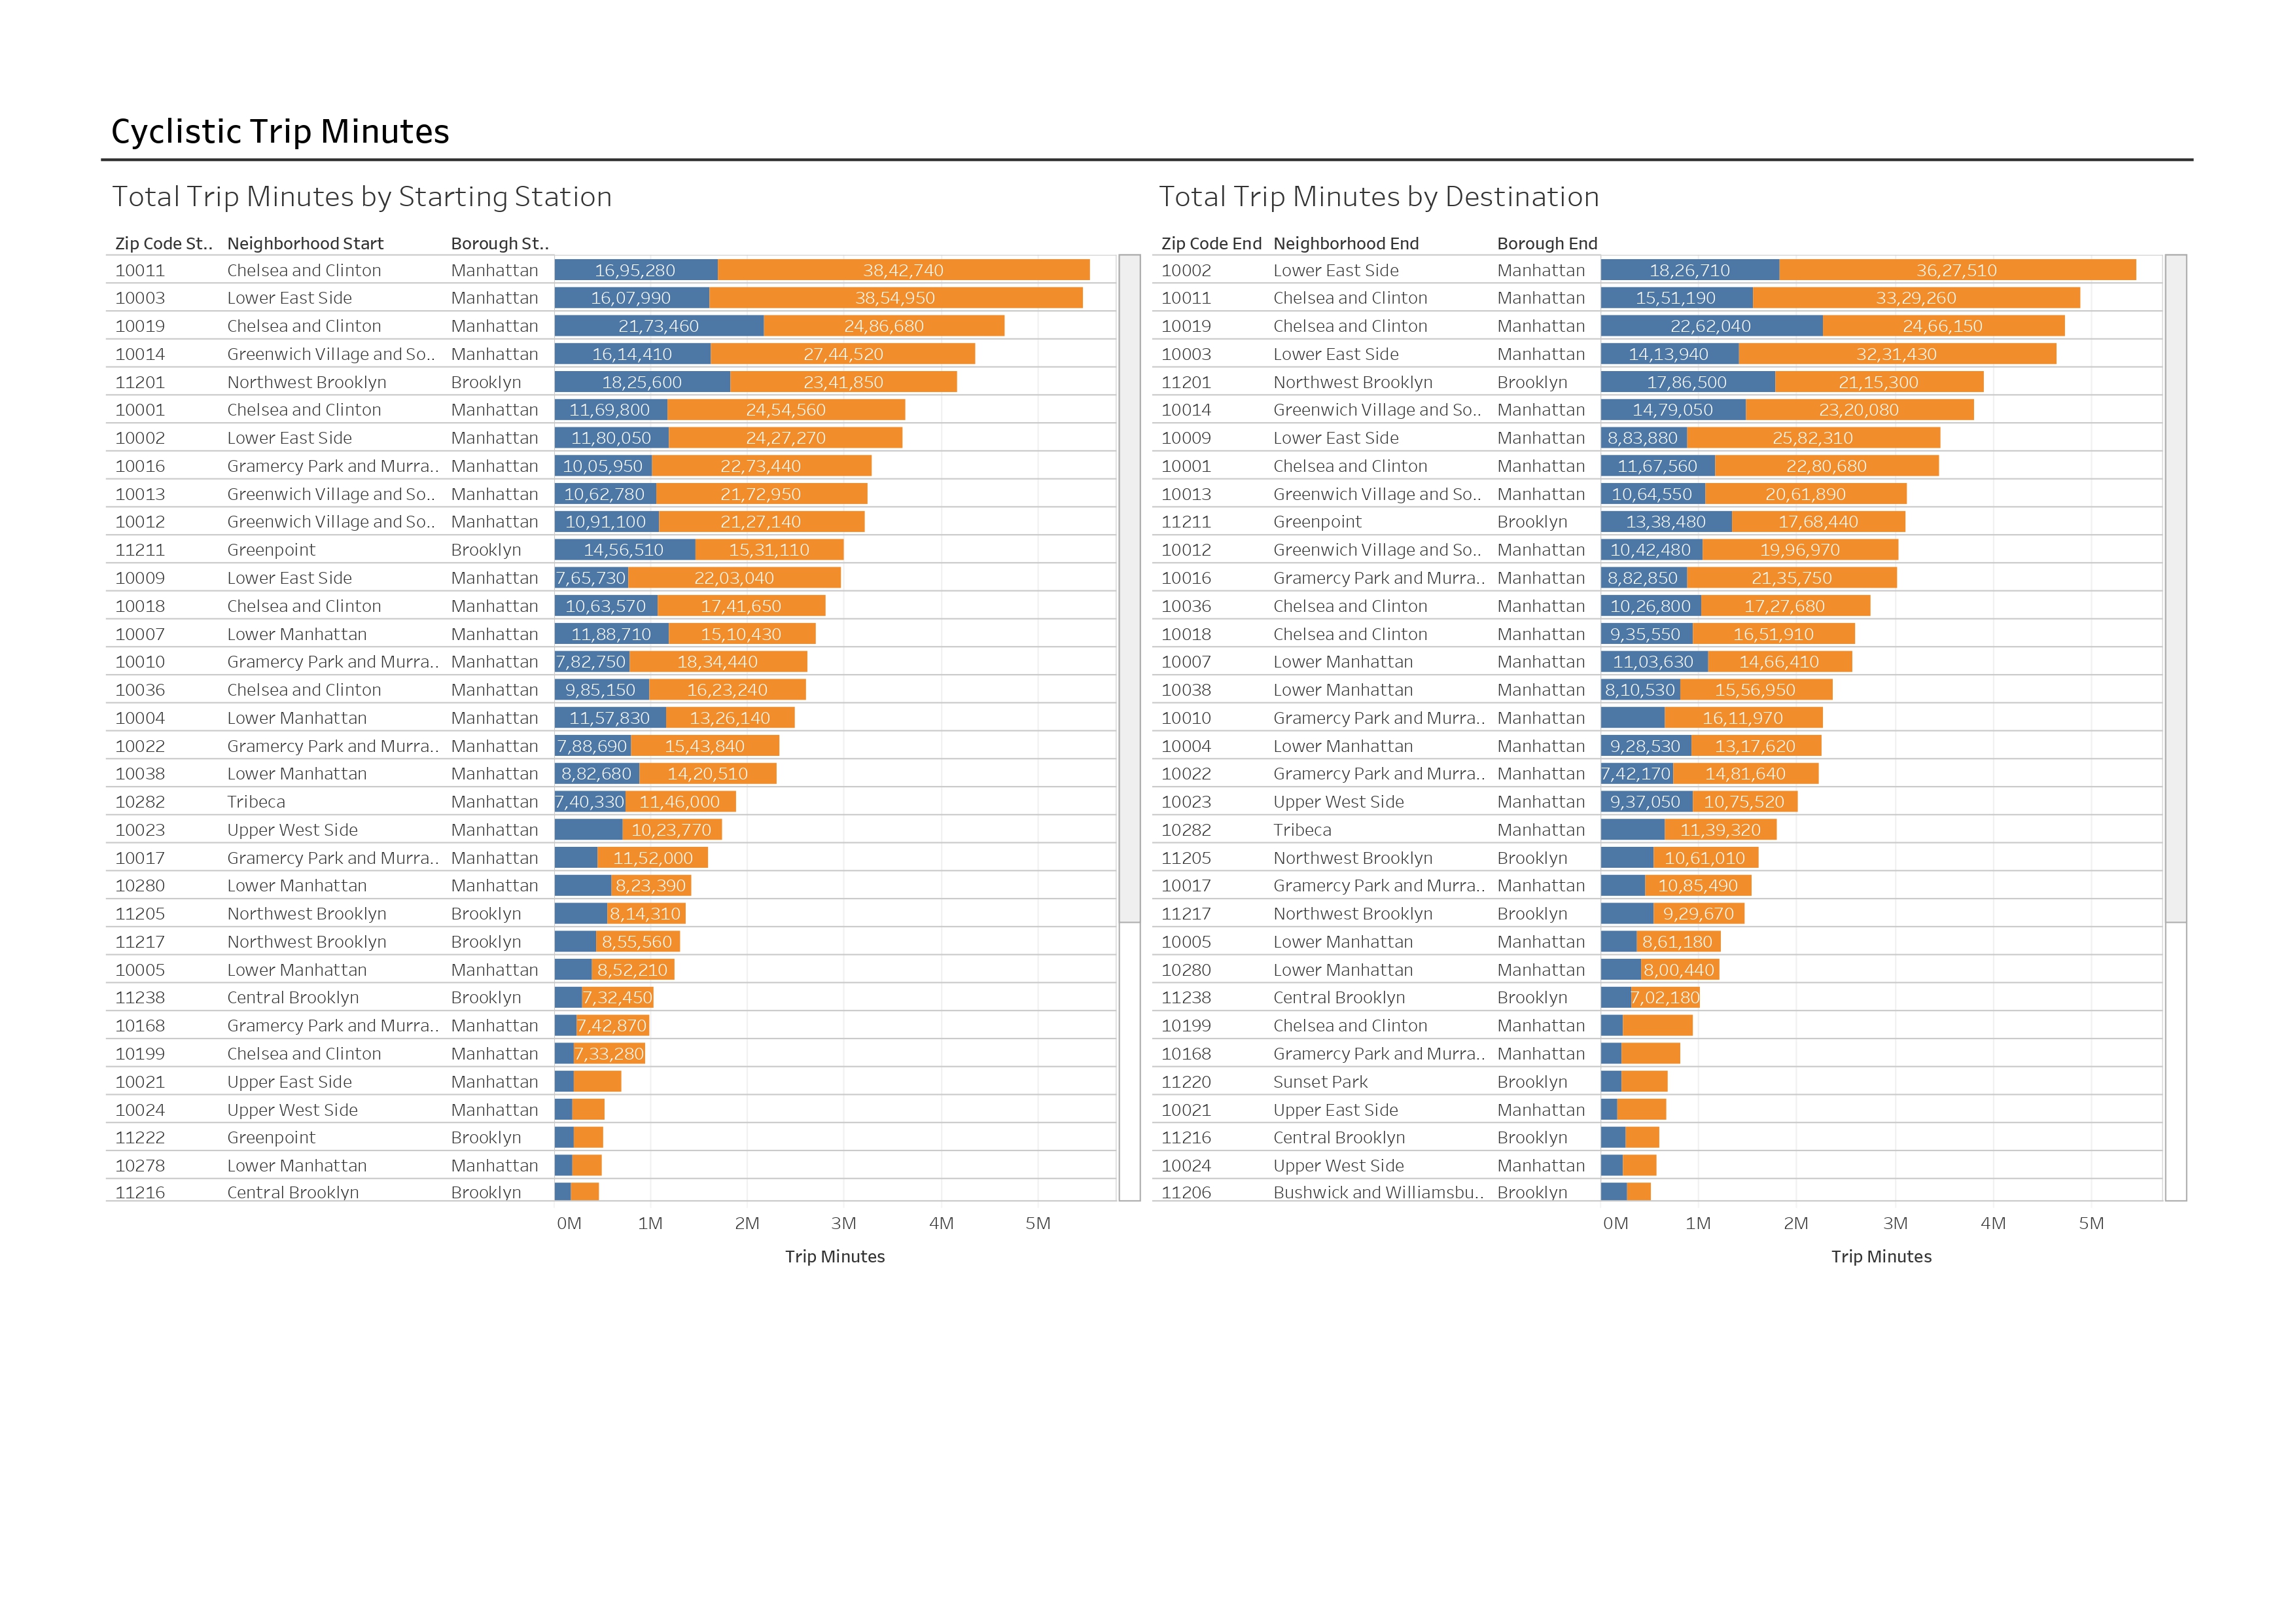 Cyclistic Trip Minutes
Total Trip Minutes by Starting Station
Zip Code St.. Neighborhood Start Borough St..
10011 Chelsea and Clinton Manhattan 16,95,280 38,42,740
10003 Lower East Side Manhattan 16,07,990 38,54,950
10019 Chelsea and Clinton Manhattan 21,73,460 24,86,680
10014 Greenwich Village and So.. Manhattan 16,14,410 27,44,520
11201 Northwest Brooklyn Brooklyn 18,25,600 23,41,850
10001 Chelsea and Clinton Manhattan 11,69,800 24,54,560
10002 Lower East Side Manhattan 11,80,050 24,27,270
10016 Gramercy Park and Murra.. Manhattan 10,05,950 22,73,440
10013 Greenwich Village and So.. Manhattan 10,62,780 21,72,950
10012 Greenwich Village and So.. Manhattan 10,91,100 21,27,140
11211 Greenpoint Brooklyn 14,56,510 15,31,110
10009 Lower East Side Manhattan 7,65,730 22,03,040
10018 Chelsea and Clinton Manhattan 10,63,570 17,41,650
10007 Lower Manhattan Manhattan 11,88,710 15,10,430
10010 Gramercy Park and Murra.. Manhattan 7,82,750 18,34,440
10036 Chelsea and Clinton Manhattan 9,85,150 16,23,240
10004 Lower Manhattan Manhattan 11,57,830 13,26,140
10022 Gramercy Park and Murra.. Manhattan 7,88,690 15,43,840
10038 Lower Manhattan Manhattan 8,82,680 14,20,510
10282 Tribeca Manhattan 7,40,330 11,46,000
10023 Upper West Side Manhattan 10,23,770
10017 Gramercy Park and Murra.. Manhattan 11,52,000
10280 Lower Manhattan Manhattan 8,23,390
11205 Northwest Brooklyn Brooklyn 8,14,310
11217 Northwest Brooklyn Brooklyn 8,55,560
10005 Lower Manhattan Manhattan 8,52,210
11238 Central Brooklyn Brooklyn 7,32,450
10168 Gramercy Park and Murra.. Manhattan 7,42,870
10199 Chelsea and Clinton Manhattan 7,33,280
10021 Upper East Side Manhattan
10024 Upper West Side Manhattan
11222 Greenpoint Brooklyn
10278 Lower Manhattan Manhattan
11216 Central Brooklyn Brooklyn
0M 1M 2M 3M 4M 5M
Trip Minutes
Total Trip Minutes by Destination
Zip Code End Neighborhood End Borough End
10002 Lower East Side Manhattan 18,26,710 36,27,510
10011 Chelsea and Clinton Manhattan 15,51,190 33,29,260
10019 Chelsea and Clinton Manhattan 22,62,040 24,66,150
10003 Lower East Side Manhattan 14,13,940 32,31,430
11201 Northwest Brooklyn Brooklyn 17,86,500 21,15,300
10014 Greenwich Village and So.. Manhattan 14,79,050 23,20,080
10009 Lower East Side Manhattan 8,83,880 25,82,310
10001 Chelsea and Clinton Manhattan 11,67,560 22,80,680
10013 Greenwich Village and So.. Manhattan 10,64,550 20,61,890
11211 Greenpoint Brooklyn 13,38,480 17,68,440
10012 Greenwich Village and So.. Manhattan 10,42,480 19,96,970
10016 Gramercy Park and Murra.. Manhattan 8,82,850 21,35,750
10036 Chelsea and Clinton Manhattan 10,26,800 17,27,680
10018 Chelsea and Clinton Manhattan 9,35,550 16,51,910
10007 Lower Manhattan Manhattan 11,03,630 14,66,410
10038 Lower Manhattan Manhattan 8,10,530 15,56,950
10010 Gramercy Park and Murra.. Manhattan 16,11,970
10004 Lower Manhattan Manhattan 9,28,530 13,17,620
10022 Gramercy Park and Murra.. Manhattan 7,42,170 14,81,640
10023 Upper West Side Manhattan 9,37,050 10,75,520
10282 Tribeca Manhattan 11,39,320
11205 Northwest Brooklyn Brooklyn 10,61,010
10017 Gramercy Park and Murra.. Manhattan 10,85,490
11217 Northwest Brooklyn Brooklyn 9,29,670
10005 Lower Manhattan Manhattan 8,61,180
10280 Lower Manhattan Manhattan 8,00,440
11238 Central Brooklyn Brooklyn 7,02,180
10199 Chelsea and Clinton Manhattan
10168 Gramercy Park and Murra.. Manhattan
11220 Sunset Park Brooklyn
10021 Upper East Side Manhattan
11216 Central Brooklyn Brooklyn
10024 Upper West Side Manhattan
11206 Bushwick and Williamsbu.. Brooklyn
0M 1M 2M 3M 4M 5M
Trip Minutes